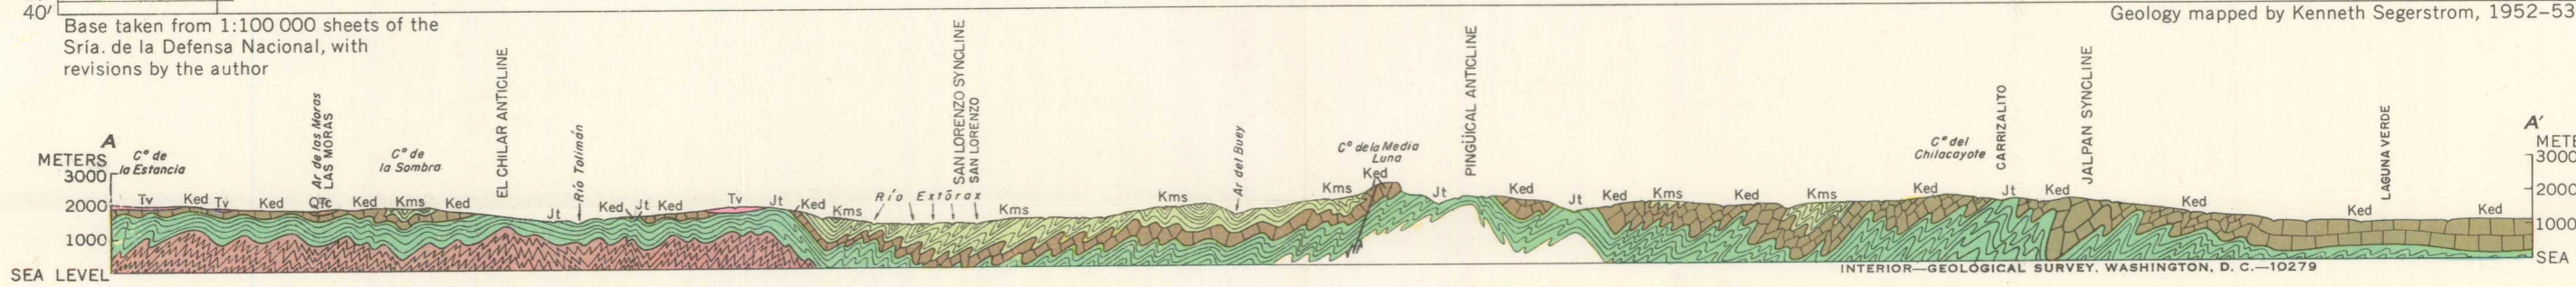 40′
Base taken from 1:100 000 sheets of the
Sría. de la Defensa Nacional, with
revisions by the author
Geology mapped by Kenneth Segerstrom, 1952–53
A
METERS
3000
2000
1000
SEA LEVEL
C° de
la Estancia
Ar de las Moras
LAS MORAS
C° de
la Sombra
EL CHILAR ANTICLINE
Río Tolimán
SAN LORENZO SYNCLINE
SAN LORENZO
Río Extórax
Ar del Buey
C° de la Media
Luna
PINGÜICAL ANTICLINE
C° del
Chilacayote
CARRIZALITO
JALPAN SYNCLINE
LAGUNA VERDE
A′
METE
3000
2000
1000
SEA
Tv Ked Tv Ked QTc Ked Kms Ked Jt Ked Jt Ked Tv Jt Ked Kms Kms Kms Kms Ked Jt Ked Jt Ked Kms Ked Kms Ked Jt Ked Ked Ked Ked
INTERIOR—GEOLOGICAL SURVEY, WASHINGTON, D. C.—10279